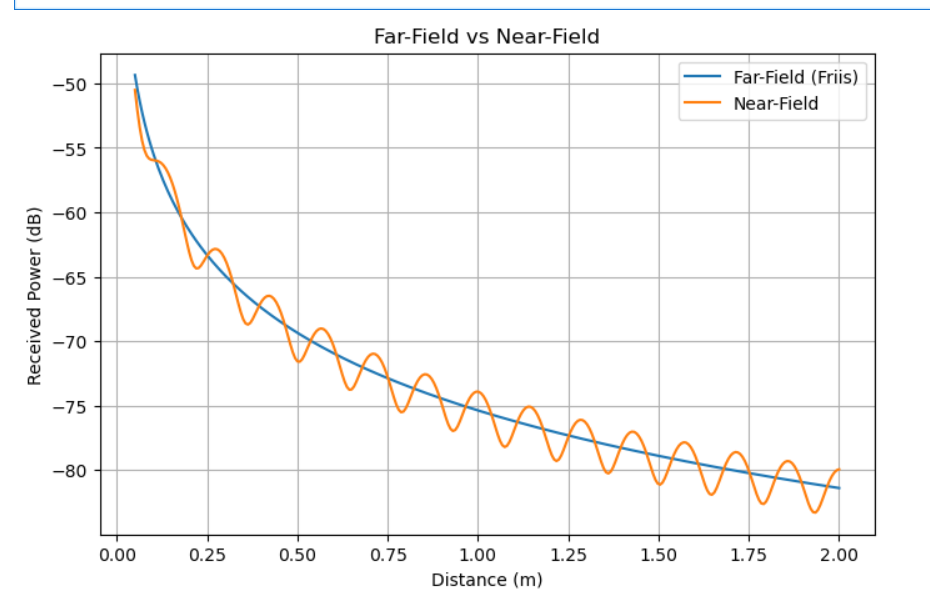 Far-Field vs Near-Field
Far-Field (Friis)
Near-Field
Received Power (dB)
−50
−55
−60
−65
−70
−75
−80
0.00 0.25 0.50 0.75 1.00 1.25 1.50 1.75 2.00
Distance (m)